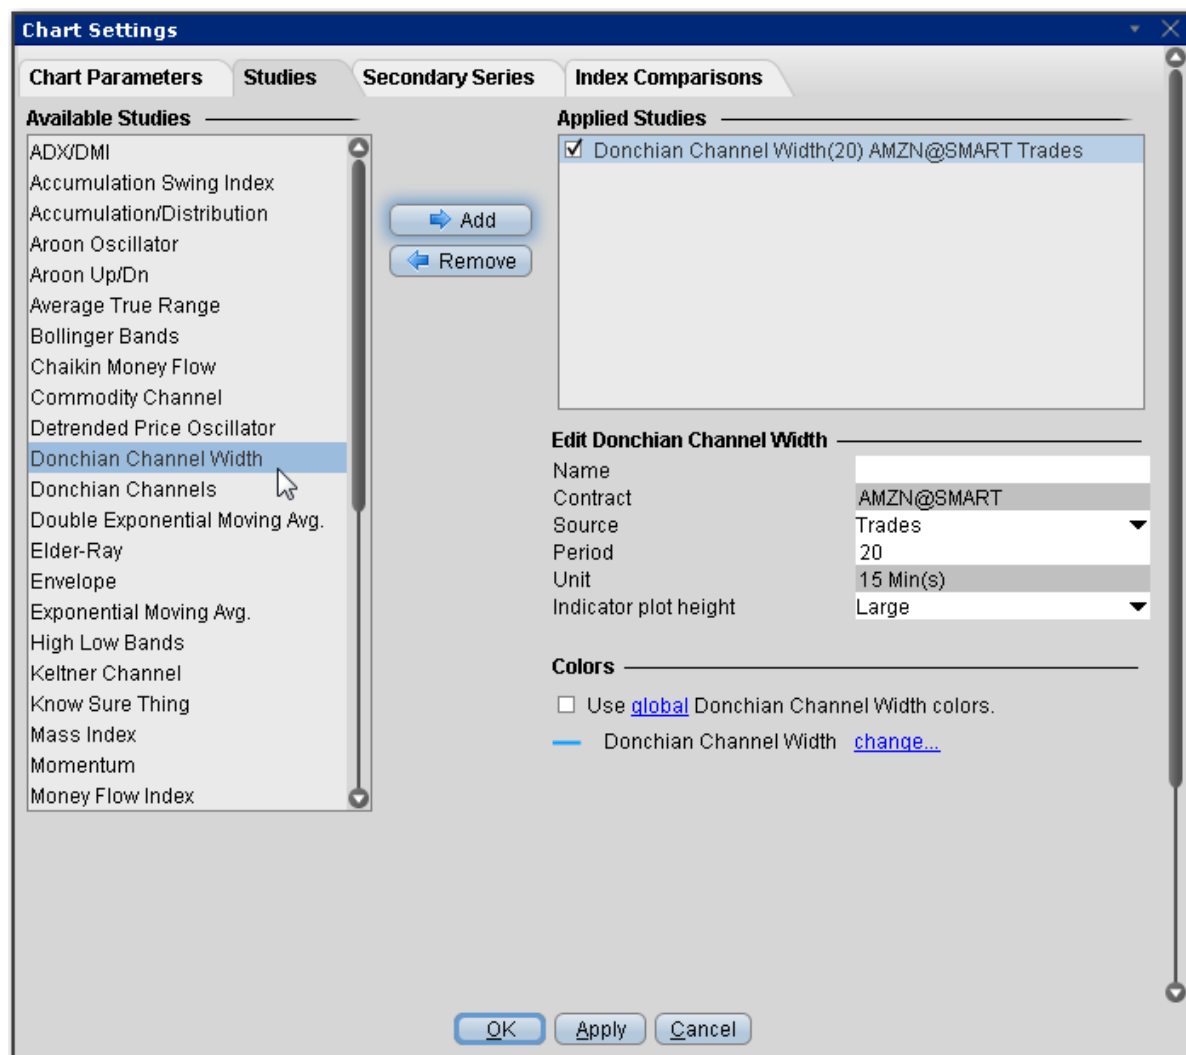 Chart Settings
Chart Parameters Studies Secondary Series Index Comparisons
Available Studies
ADX/DMI
Accumulation Swing Index
Accumulation/Distribution
Aroon Oscillator
Aroon Up/Dn
Average True Range
Bollinger Bands
Chaikin Money Flow
Commodity Channel
Detrended Price Oscillator
Donchian Channel Width
Donchian Channels
Double Exponential Moving Avg.
Elder-Ray
Envelope
Exponential Moving Avg.
High Low Bands
Keltner Channel
Know Sure Thing
Mass Index
Momentum
Money Flow Index
Add
Remove
Applied Studies
Donchian Channel Width(20) AMZN@SMART Trades
Edit Donchian Channel Width
Name
Contract AMZN@SMART
Source Trades
Period 20
Unit 15 Min(s)
Indicator plot height Large
Colors
Use global Donchian Channel Width colors.
Donchian Channel Width change...
OK Apply Cancel